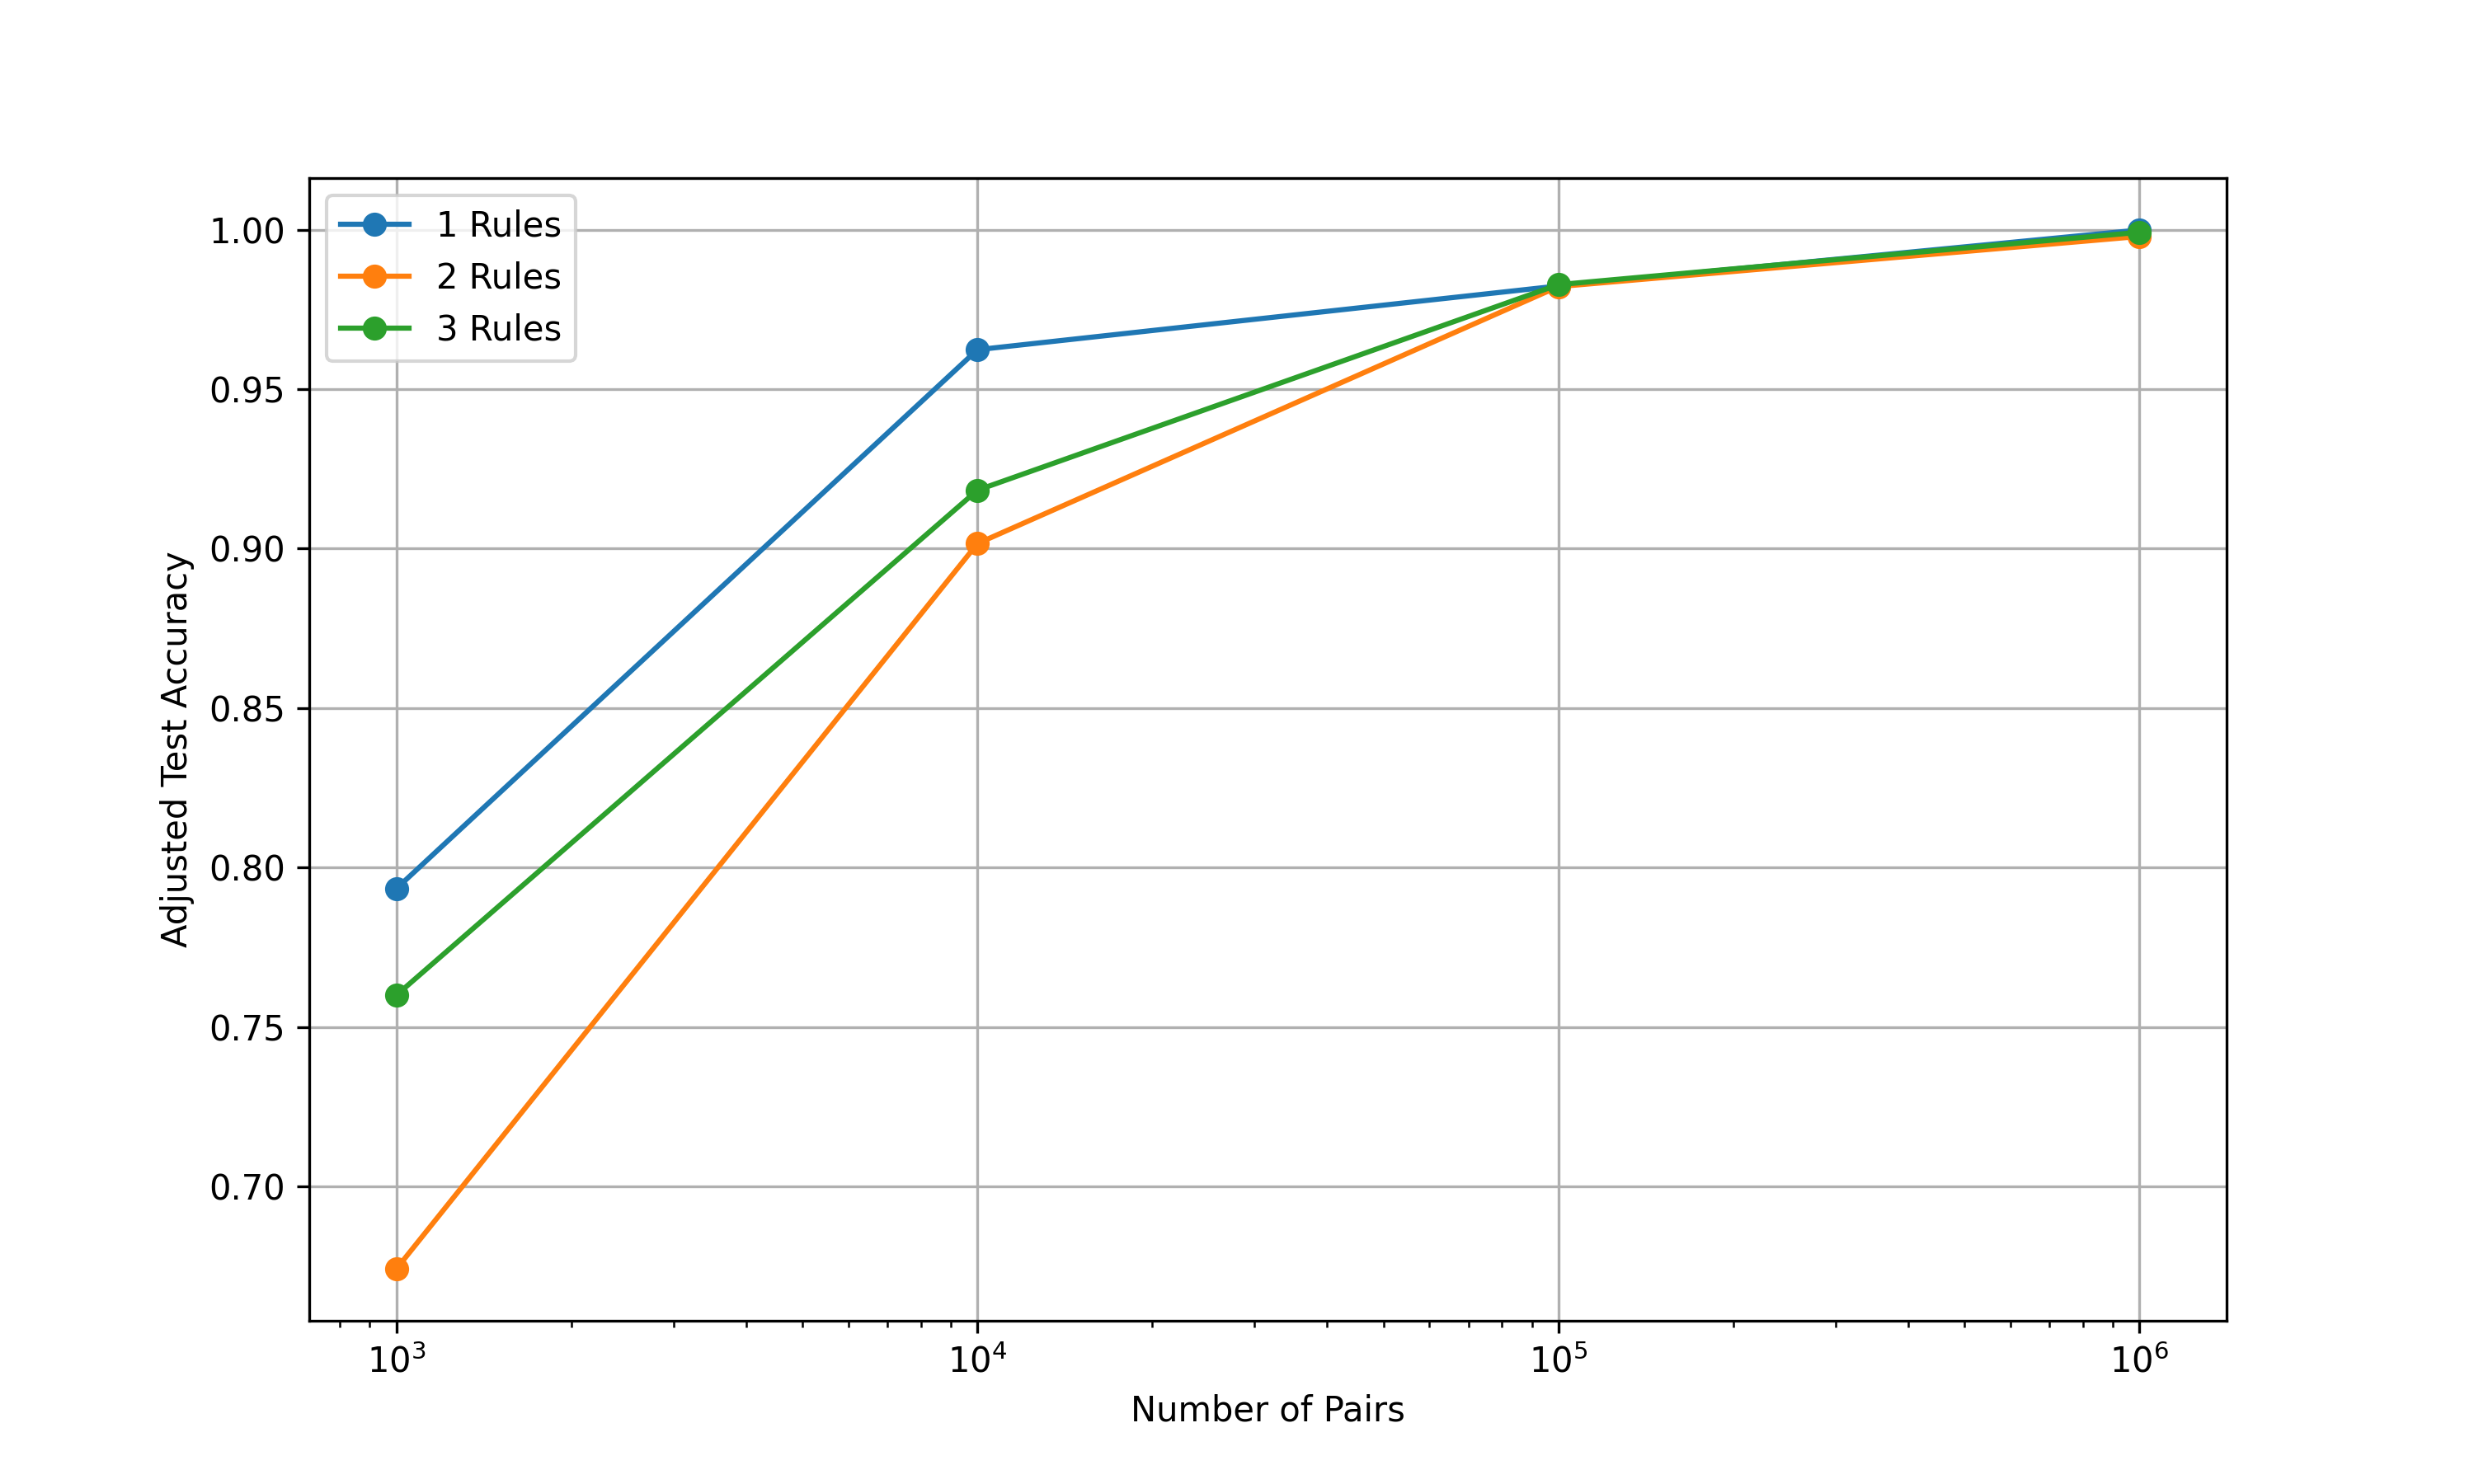 1 Rules
2 Rules
3 Rules
1.00
0.95
0.90
0.85
0.80
0.75
0.70
Adjusted Test Accuracy
10³
10⁴
10⁵
10⁶
Number of Pairs